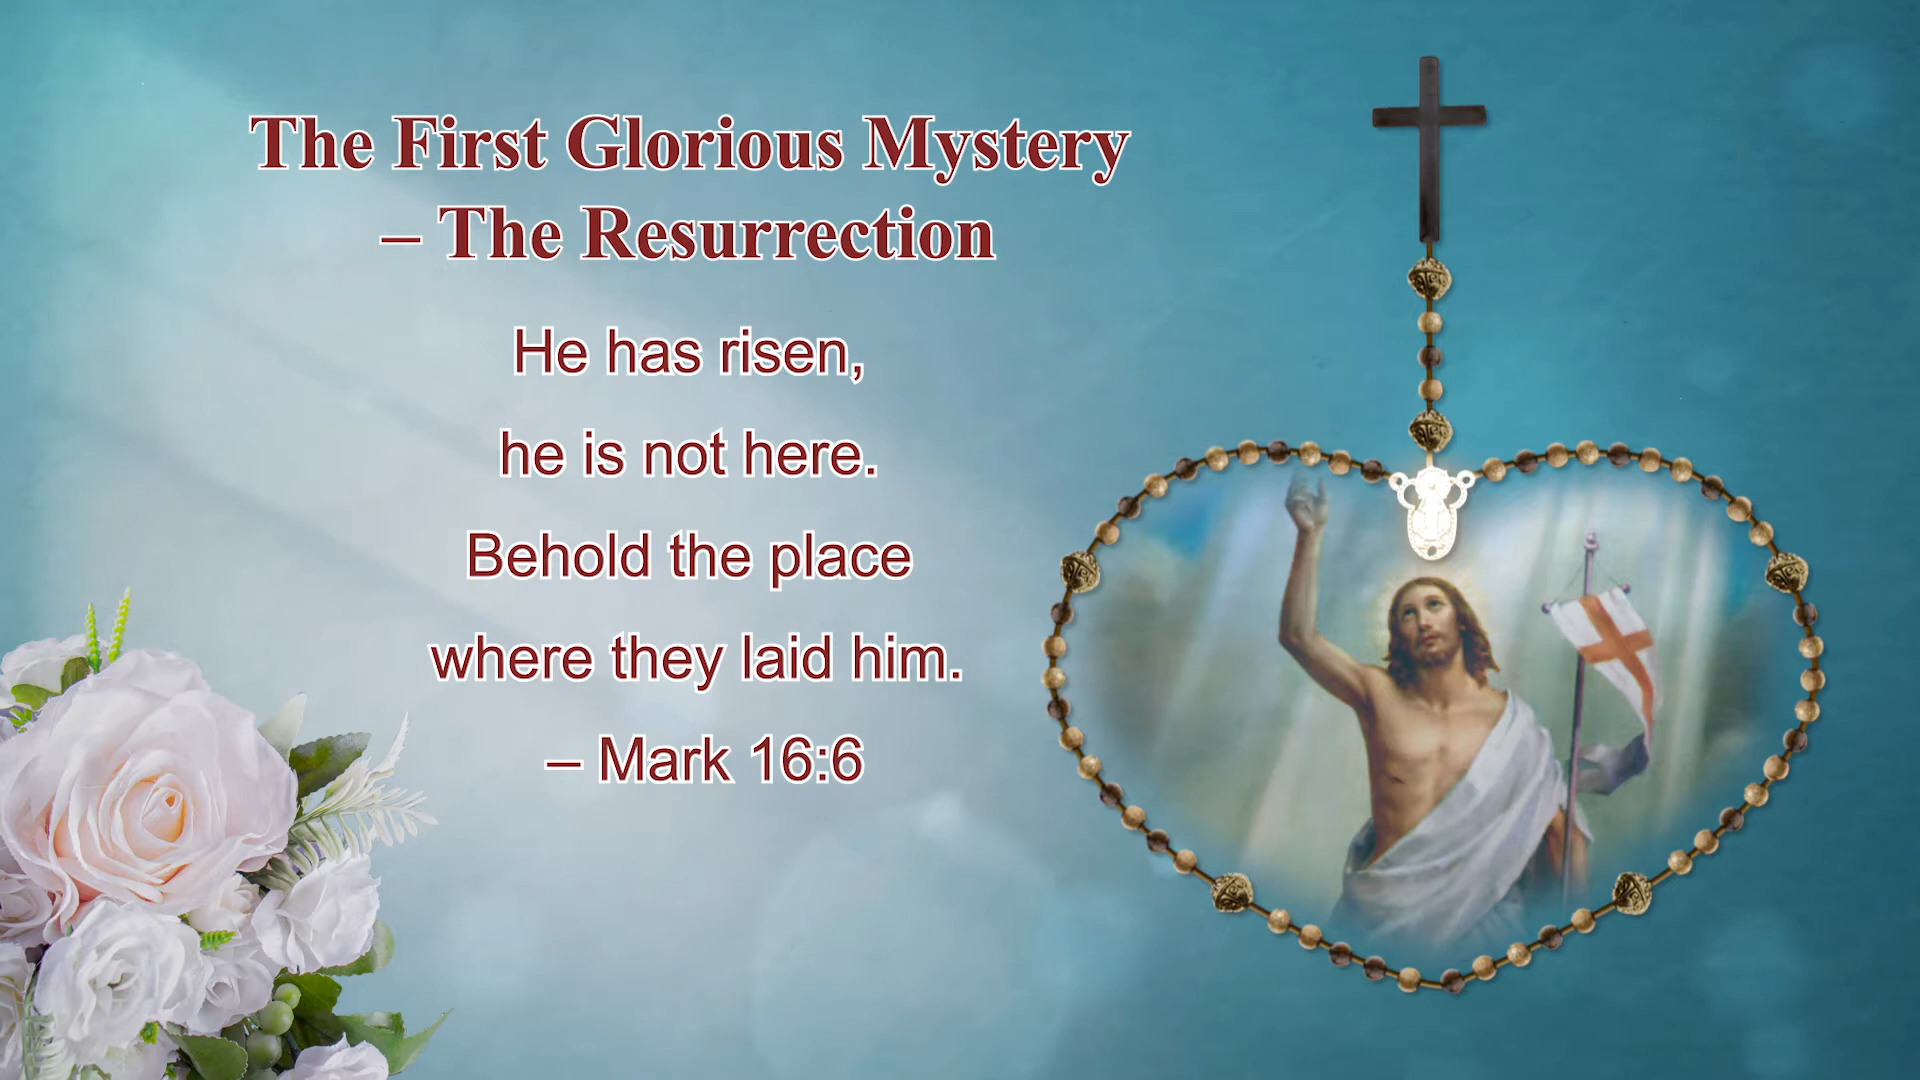 The First Glorious Mystery
– The Resurrection
He has risen,
he is not here.
Behold the place
where they laid him.
– Mark 16:6